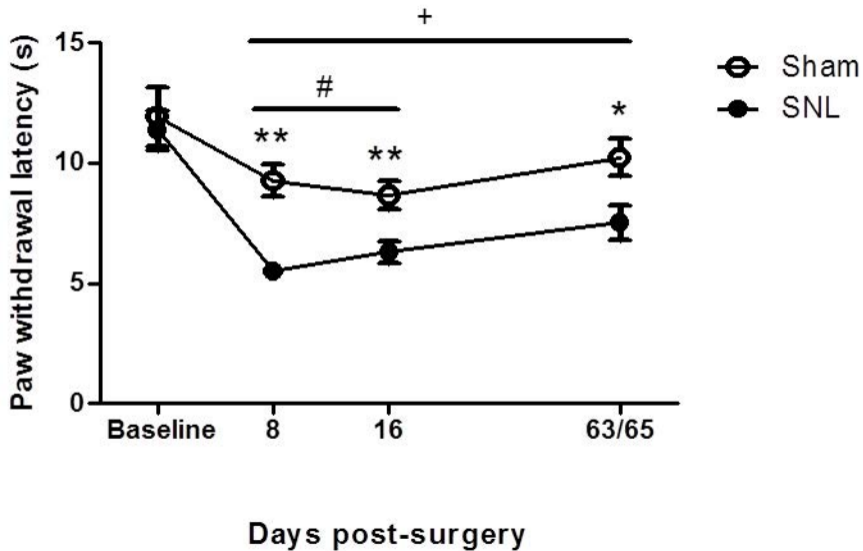 +
15
Sham
#
SNL
**
**
*
10
5
0
Paw withdrawal latency (s)
Baseline 8 16 63/65
Days post-surgery